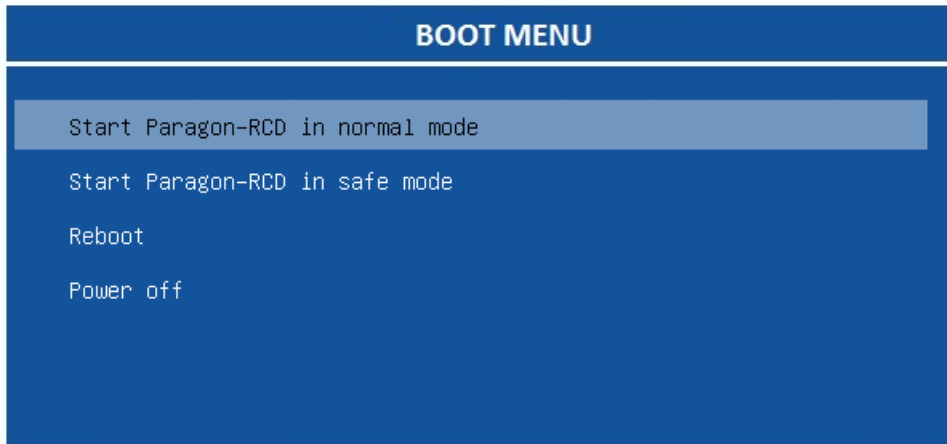 BOOT MENU
Start Paragon-RCD in normal mode
Start Paragon-RCD in safe mode
Reboot
Power off